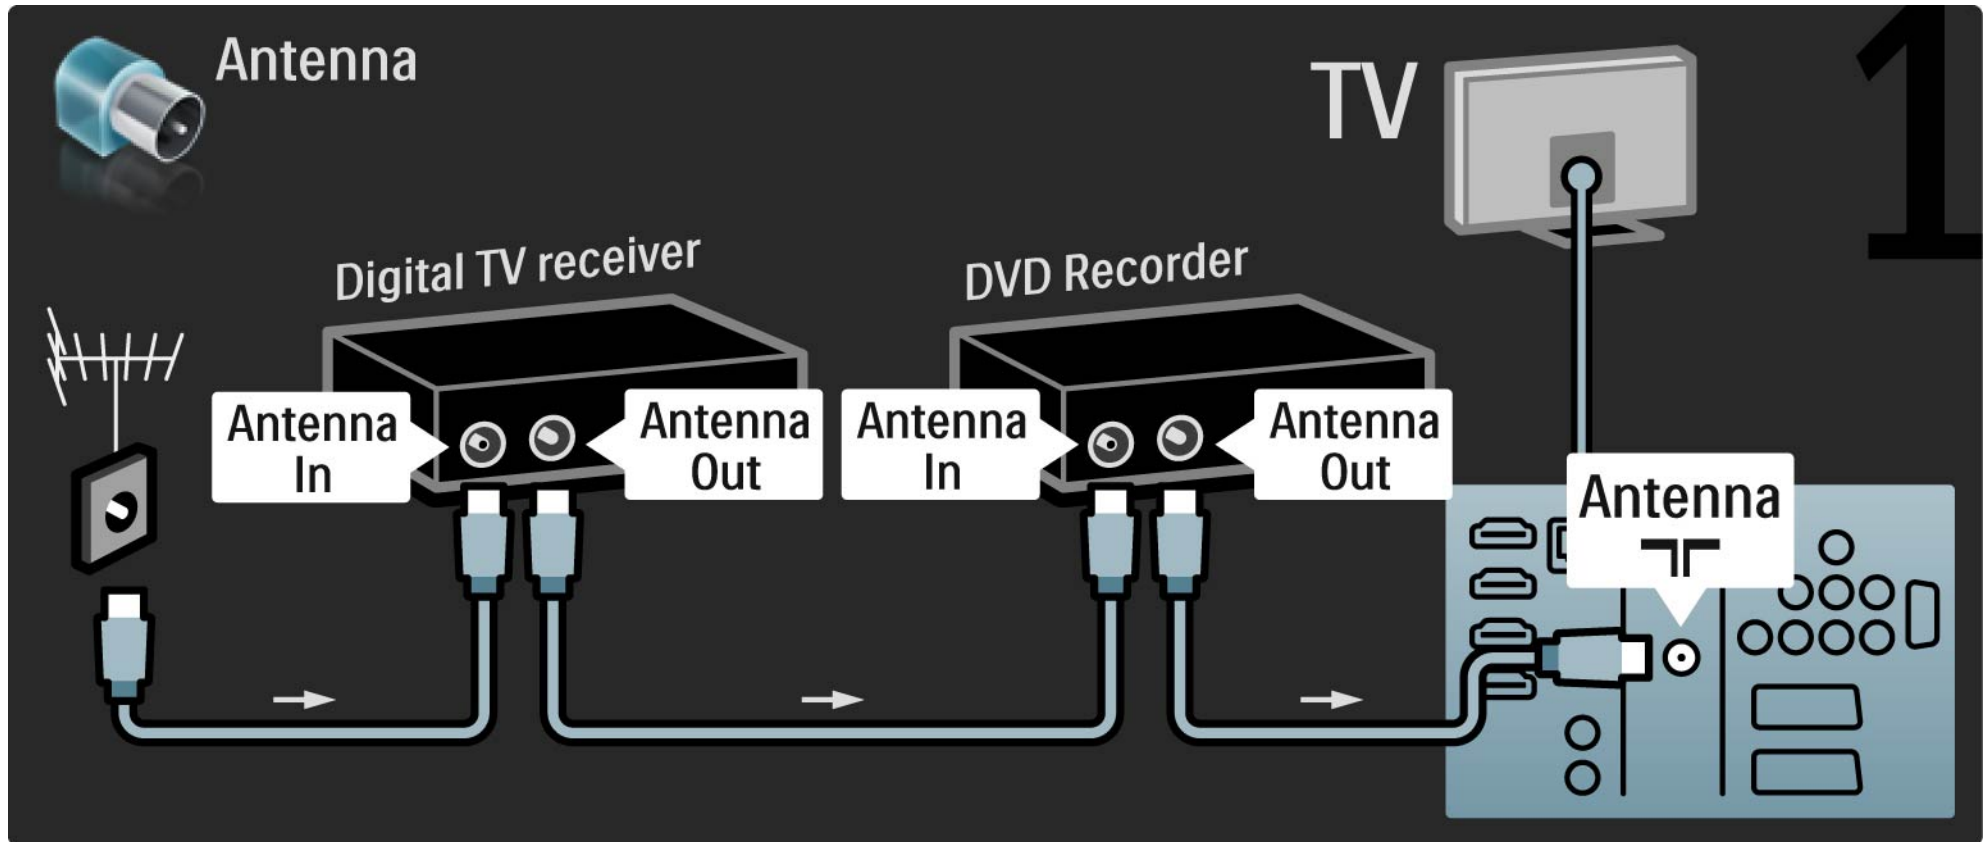 Antenna
TV
1
Digital TV receiver
DVD Recorder
Antenna
In
Antenna
Out
Antenna
In
Antenna
Out
Antenna